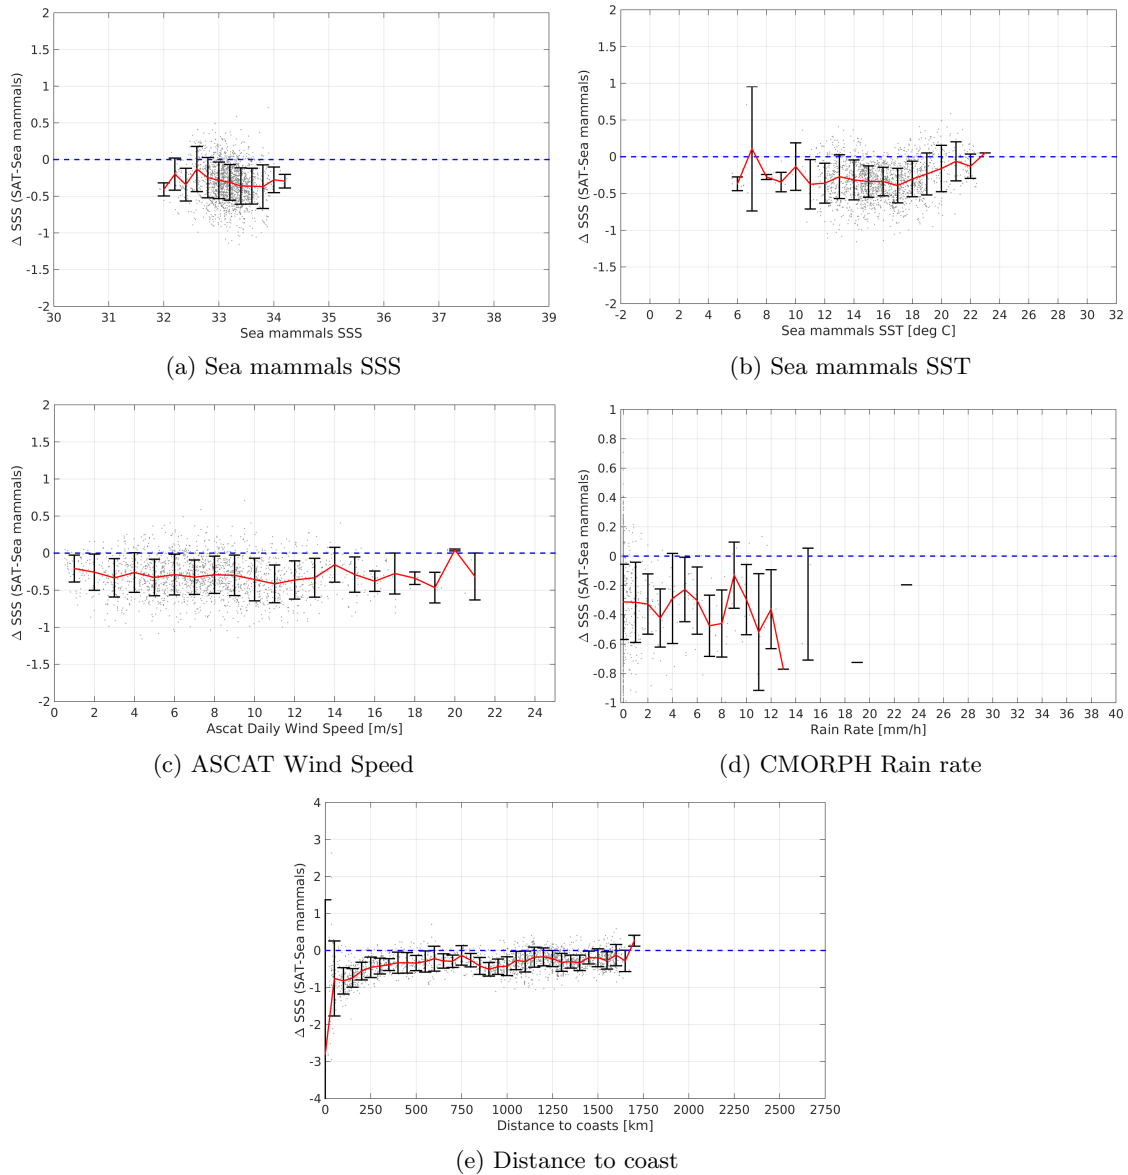 2
1.5
1
0.5
0
-0.5
-1
-1.5
-2
Δ SSS (SAT-Sea mammals)
30 31 32 33 34 35 36 37 38 39
Sea mammals SSS
(a) Sea mammals SSS
2
1.5
1
0.5
0
-0.5
-1
-1.5
-2
Δ SSS (SAT-Sea mammals)
-2 0 2 4 6 8 10 12 14 16 18 20 22 24 26 28 30 32
Sea mammals SST [deg C]
(b) Sea mammals SST
2
1.5
1
0.5
0
-0.5
-1
-1.5
-2
Δ SSS (SAT-Sea mammals)
0 2 4 6 8 10 12 14 16 18 20 22 24
Ascat Daily Wind Speed [m/s]
(c) ASCAT Wind Speed
1
0.8
0.6
0.4
0.2
0
-0.2
-0.4
-0.6
-0.8
-1
Δ SSS (SAT-Sea mammals)
0 2 4 6 8 10 12 14 16 18 20 22 24 26 28 30 32 34 36 38 40
Rain Rate [mm/h]
(d) CMORPH Rain rate
4
3
2
1
0
-1
-2
-3
-4
Δ SSS (SAT-Sea mammals)
0 250 500 750 1000 1250 1500 1750 2000 2250 2500 2750
Distance to coasts [km]
(e) Distance to coast